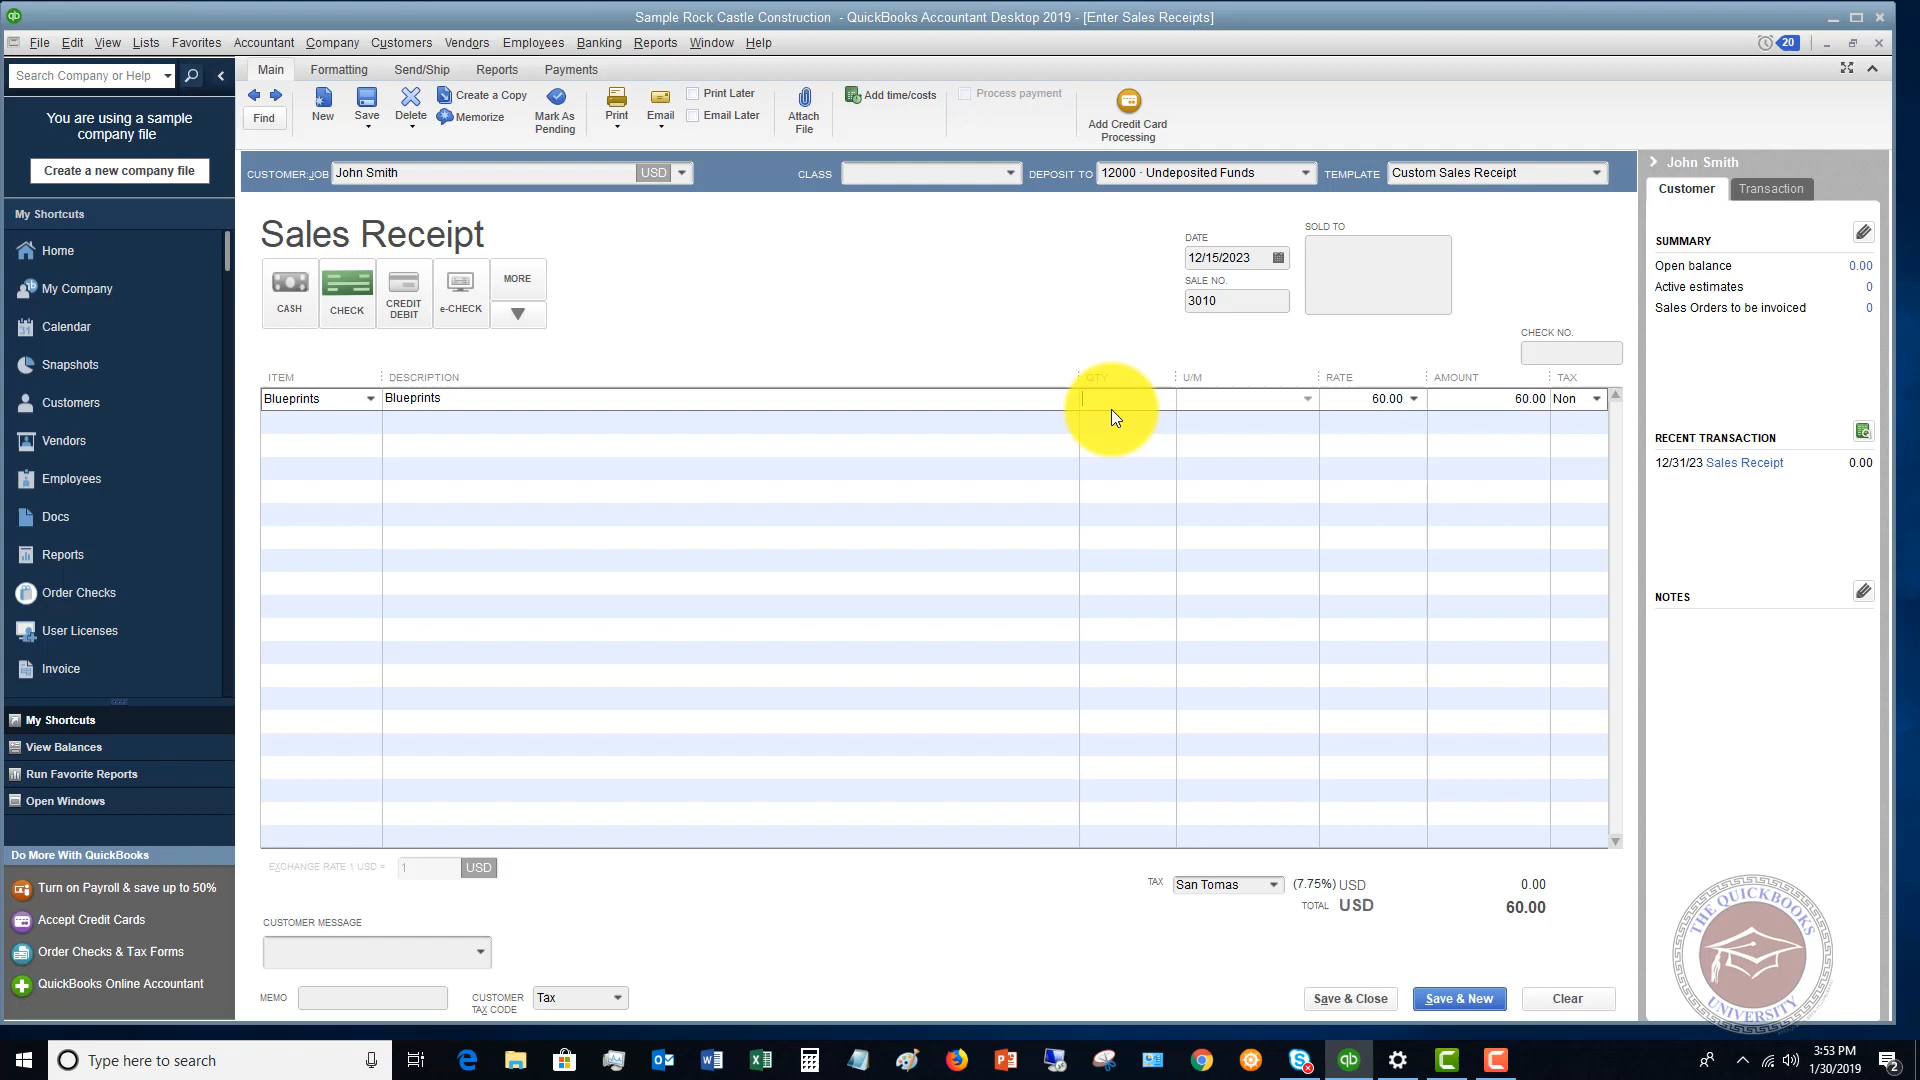 Sample Rock Castle Construction - QuickBooks Accountant Desktop 2019 - [Enter Sales Receipts]
File Edit View Lists Favorites Accountant Company Customers Vendors Employees Banking Reports Window Help
20
Search Company or Help
You are using a sample
company file
Create a new company file
My Shortcuts
Home
My Company
Calendar
Snapshots
Customers
Vendors
Employees
Docs
Reports
Order Checks
User Licenses
Invoice
My Shortcuts
View Balances
Run Favorite Reports
Open Windows
Do More With QuickBooks
Turn on Payroll & save up to 50%
Accept Credit Cards
Order Checks & Tax Forms
QuickBooks Online Accountant
Main Formatting Send/Ship Reports Payments
Find
New
Save
Delete
Create a Copy
Memorize
Mark As
Pending
Print
Email
Print Later
Email Later
Attach
File
Add time/costs
Process payment
Add Credit Card
Processing
CUSTOMER:JOB John Smith USD
CLASS
DEPOSIT TO 12000 · Undeposited Funds
TEMPLATE Custom Sales Receipt
Sales Receipt
CASH
CHECK
CREDIT
DEBIT
e-CHECK
MORE
DATE
12/15/2023
SALE NO.
3010
SOLD TO
CHECK NO.
ITEM DESCRIPTION QTY U/M RATE AMOUNT TAX
Blueprints Blueprints 60.00 60.00 Non
EXCHANGE RATE 1 USD = 1 USD
TAX San Tomas (7.75%) USD 0.00
TOTAL USD 60.00
CUSTOMER MESSAGE
MEMO
CUSTOMER
TAX CODE
Tax
Save & Close
Save & New
Clear
John Smith
Customer Transaction
SUMMARY
Open balance 0.00
Active estimates 0
Sales Orders to be invoiced 0
RECENT TRANSACTION
12/31/23 Sales Receipt 0.00
NOTES
THE QUICKBOOKS
UNIVERSITY
Type here to search
3:53 PM
1/30/2019
2